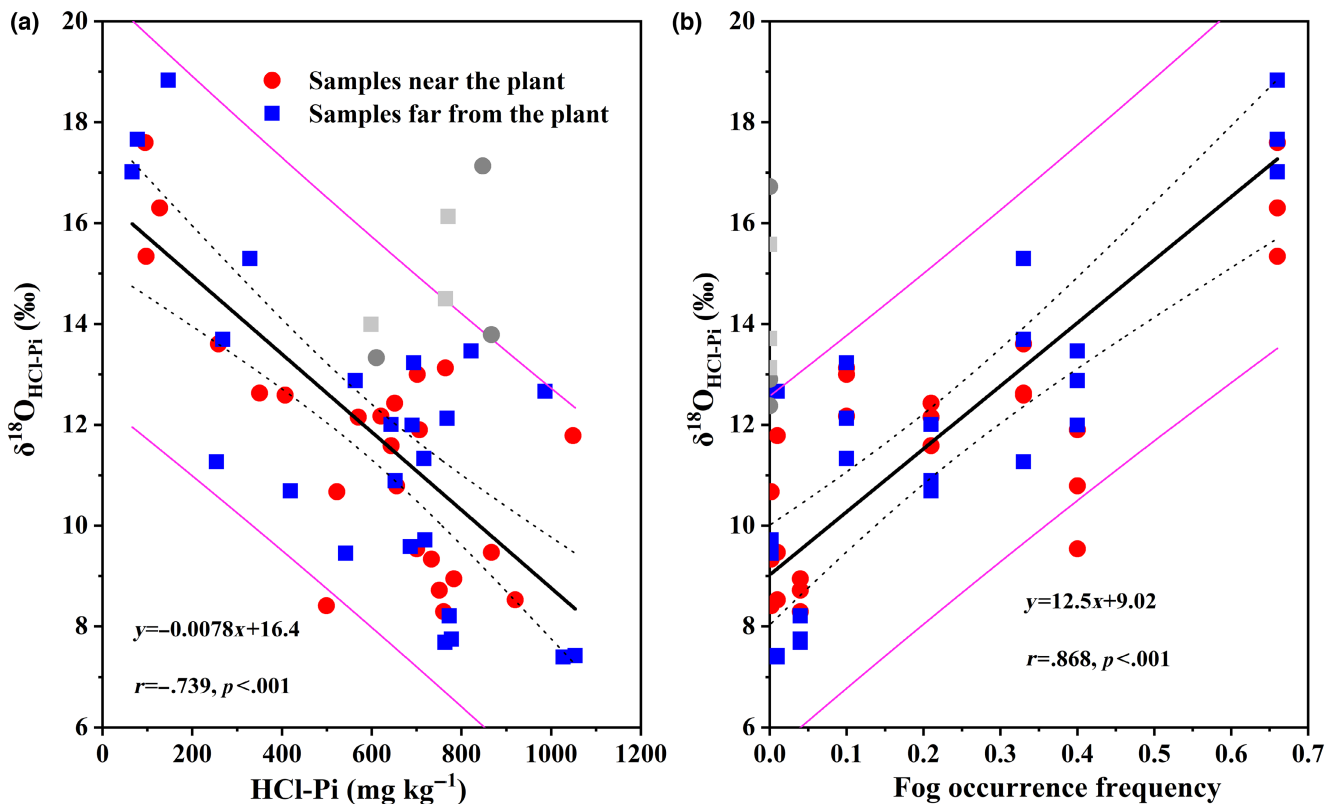 (a)
20
18
16
14
12
10
8
6
δ¹⁸O_HCl-Pi (‰)
Samples near the plant
Samples far from the plant
y=−0.0078x+16.4
r=−.739, p<.001
0 200 400 600 800 1000 1200
HCl-Pi (mg kg⁻¹)
(b)
20
18
16
14
12
10
8
6
δ¹⁸O_HCl-Pi (‰)
y=12.5x+9.02
r=.868, p<.001
0.0 0.1 0.2 0.3 0.4 0.5 0.6 0.7
Fog occurrence frequency